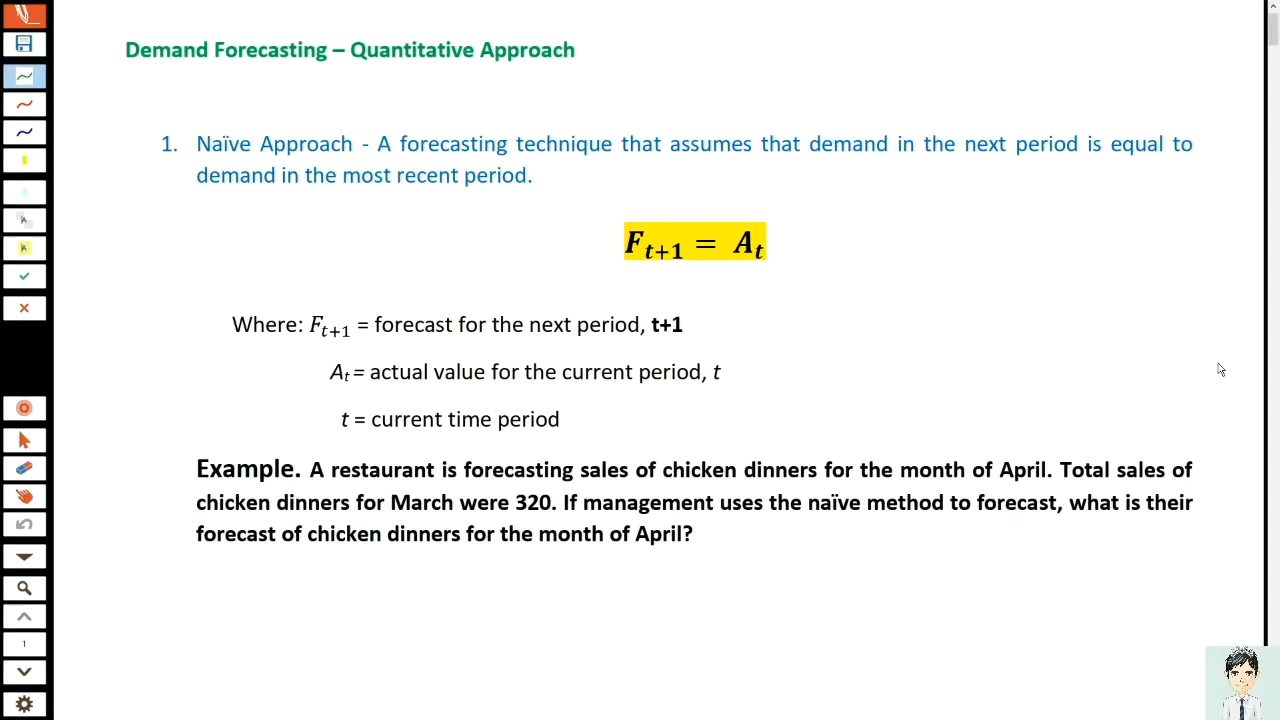 Demand Forecasting – Quantitative Approach
1. Naïve Approach - A forecasting technique that assumes that demand in the next period is equal to
demand in the most recent period.
F_{t+1} = A_t
Where: F_{t+1} = forecast for the next period, t+1
A_t = actual value for the current period, t
t = current time period
Example. A restaurant is forecasting sales of chicken dinners for the month of April. Total sales of
chicken dinners for March were 320. If management uses the naïve method to forecast, what is their
forecast of chicken dinners for the month of April?
A
A
1